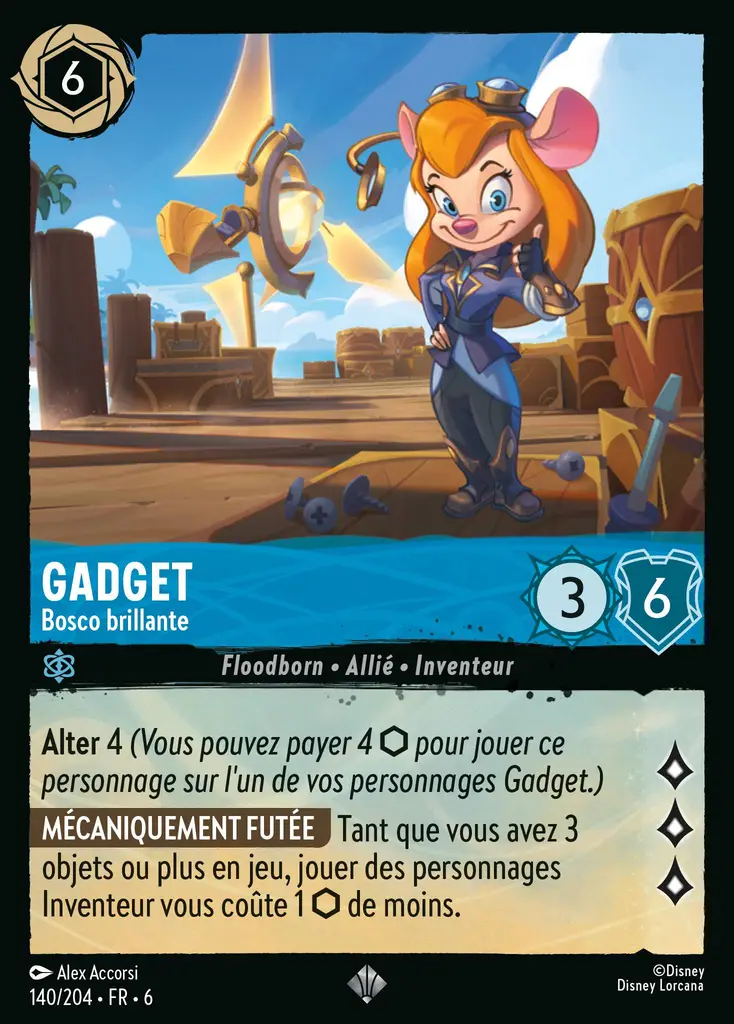 6
GADGET
Bosco brillante
3
6
Floodborn • Allié • Inventeur
Alter 4 (Vous pouvez payer 4 ⬡ pour jouer ce
personnage sur l'un de vos personnages Gadget.)
MÉCANIQUEMENT FUTÉE Tant que vous avez 3
objets ou plus en jeu, jouer des personnages
Inventeur vous coûte 1 ⬡ de moins.
Alex Accorsi
140/204 • FR • 6
©Disney
Disney Lorcana